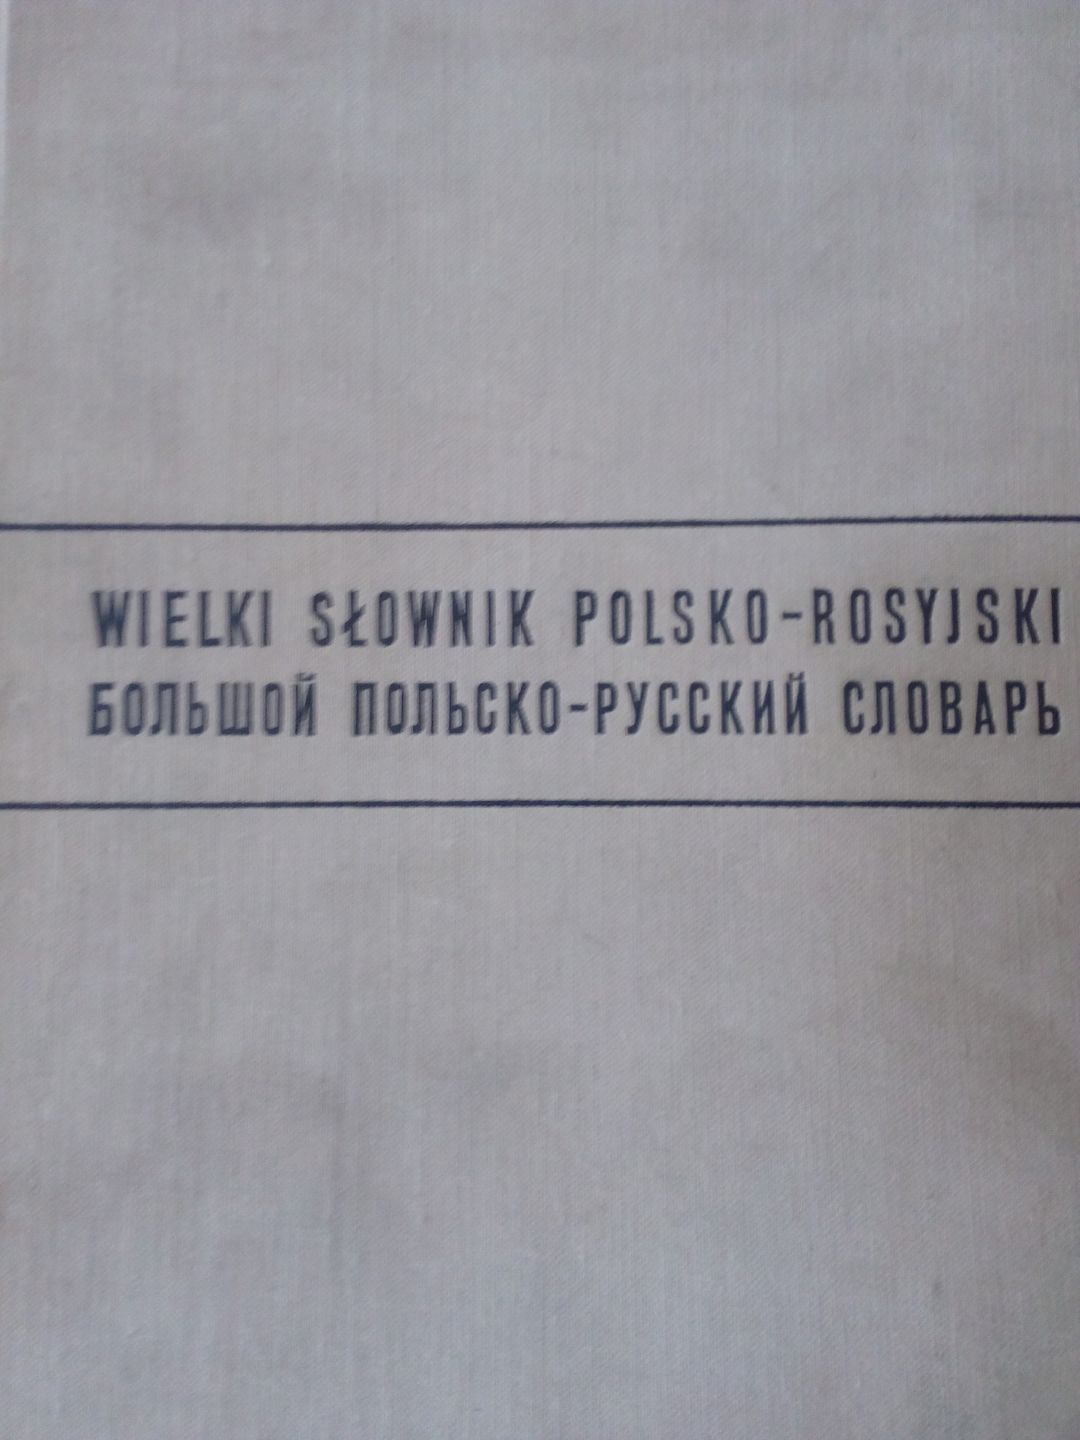 WIELKI SŁOWNIK POLSKO-ROSYJSKI
БОЛЬШОЙ ПОЛЬСКО-РУССКИЙ СЛОВАРЬ